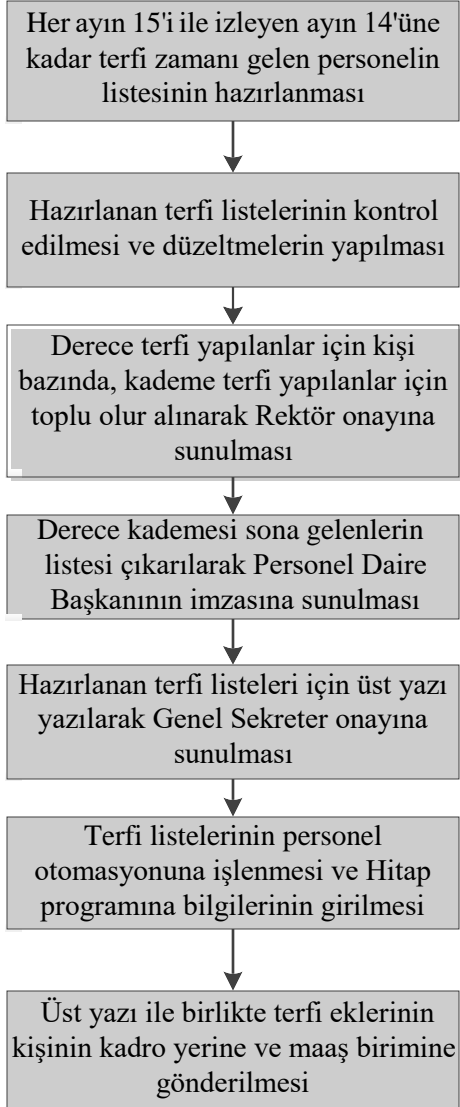 Her ayın 15'i ile izleyen ayın 14'üne
kadar terfi zamanı gelen personelin
listesinin hazırlanması
Hazırlanan terfi listelerinin kontrol
edilmesi ve düzeltmelerin yapılması
Derece terfi yapılanlar için kişi
bazında, kademe terfi yapılanlar için
toplu olur alınarak Rektör onayına
sunulması
Derece kademesi sona gelenlerin
listesi çıkarılarak Personel Daire
Başkanının imzasına sunulması
Hazırlanan terfi listeleri için üst yazı
yazılarak Genel Sekreter onayına
sunulması
Terfi listelerinin personel
otomasyonuna işlenmesi ve Hitap
programına bilgilerinin girilmesi
Üst yazı ile birlikte terfi eklerinin
kişinin kadro yerine ve maaş birimine
gönderilmesi